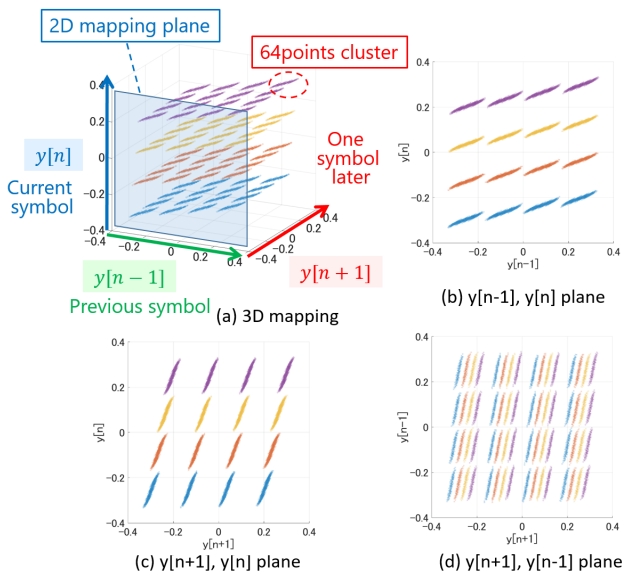 2D mapping plane
64points cluster
0.4
0.2
0
−0.2
−0.4
−0.4
−0.2
0
0.2
0.4
−0.4
−0.2
0
0.2
0.4
y[n]
Current
symbol
One
symbol
later
y[n − 1]
Previous symbol
y[n + 1]
(a) 3D mapping
0.4
0.2
0
−0.2
−0.4
−0.4
−0.2
0
0.2
0.4
y[n]
y[n−1]
(b) y[n-1], y[n] plane
0.4
0.2
0
−0.2
−0.4
−0.4
−0.2
0
0.2
0.4
y[n]
y[n+1]
(c) y[n+1], y[n] plane
0.4
0.2
0
−0.2
−0.4
−0.4
−0.2
0
0.2
0.4
y[n−1]
y[n+1]
(d) y[n+1], y[n-1] plane